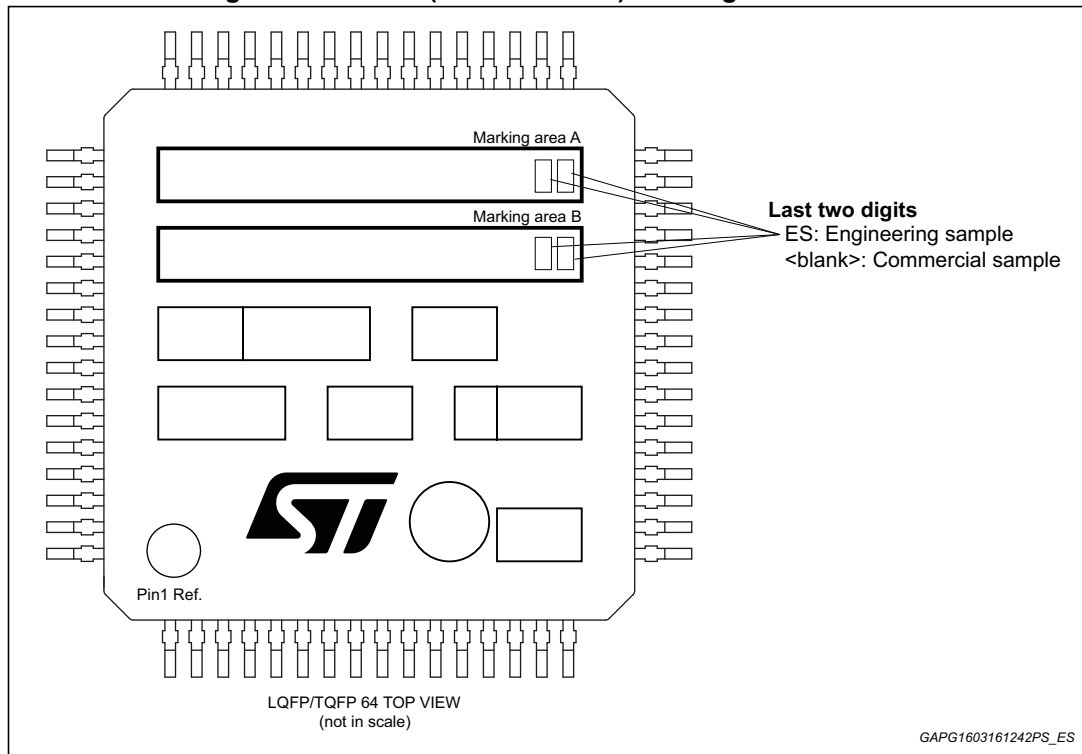 Marking area A
Marking area B
Last two digits
ES: Engineering sample
<blank>: Commercial sample
ST
Pin1 Ref.
LQFP/TQFP 64 TOP VIEW
(not in scale)
GAPG1603161242PS_ES